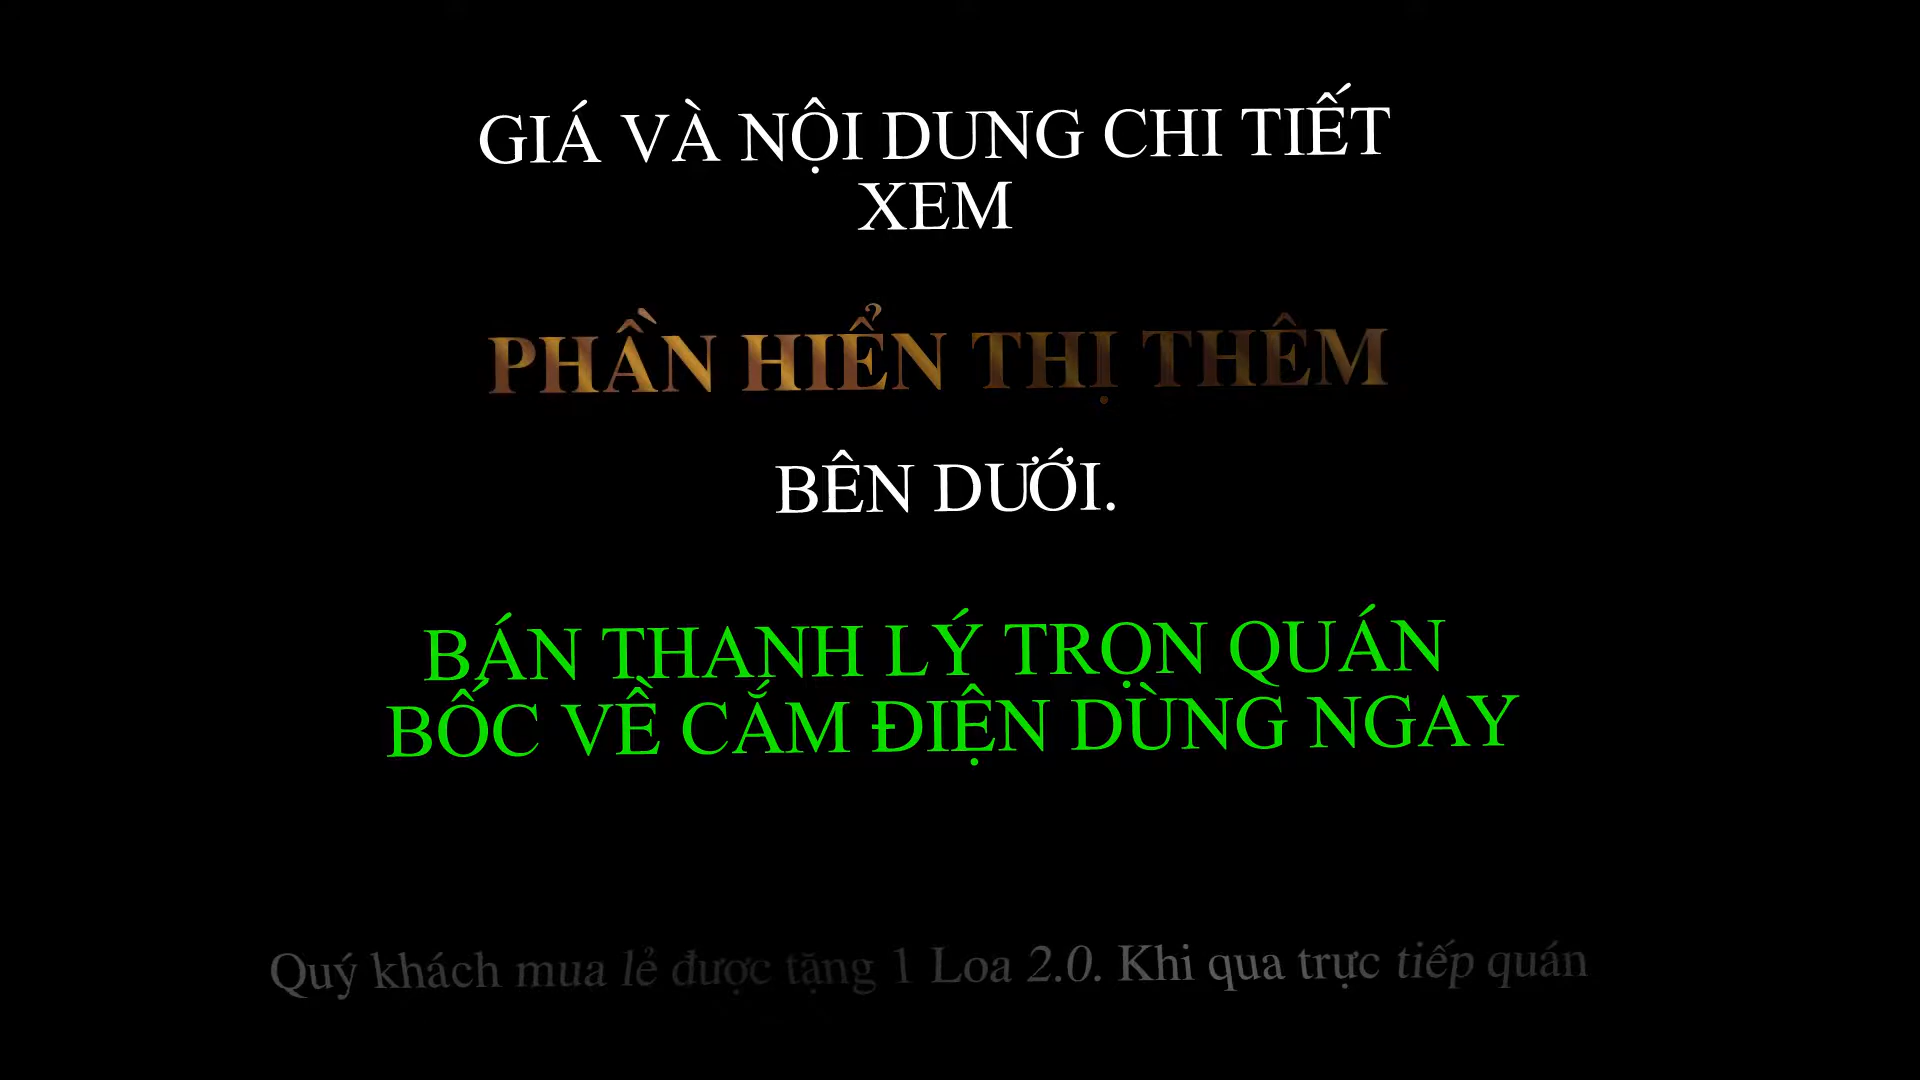 GIÁ VÀ NỘI DUNG CHI TIẾT
XEM
PHẦN HIỂN THỊ THÊM
BÊN DƯỚI.
BÁN THANH LÝ TRỌN QUÁN
BỐC VỀ CẮM ĐIỆN DÙNG NGAY
Quý khách mua lẻ được tặng 1 Loa 2.0. Khi qua trực tiếp quán